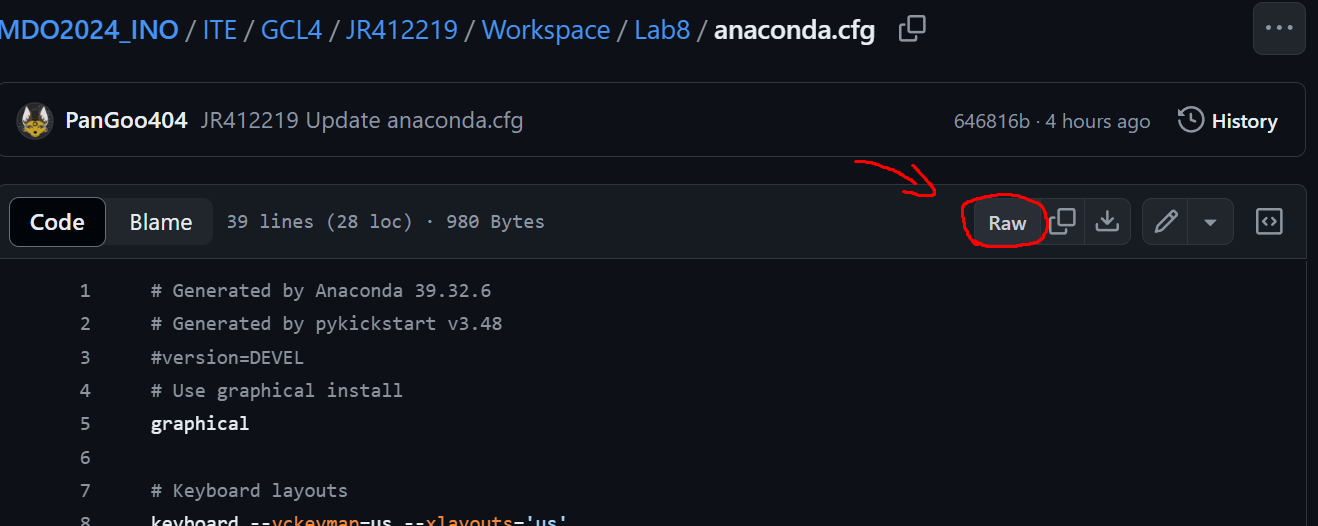 MDO2024_INO / ITE / GCL4 / JR412219 / Workspace / Lab8 / anaconda.cfg
PanGoo404 JR412219 Update anaconda.cfg 646816b · 4 hours ago History
Code Blame 39 lines (28 loc) · 980 Bytes Raw
1 # Generated by Anaconda 39.32.6
2 # Generated by pykickstart v3.48
3 #version=DEVEL
4 # Use graphical install
5 graphical
6
7 # Keyboard layouts
8 keyboard --vckeymap=us --xlayouts='us'